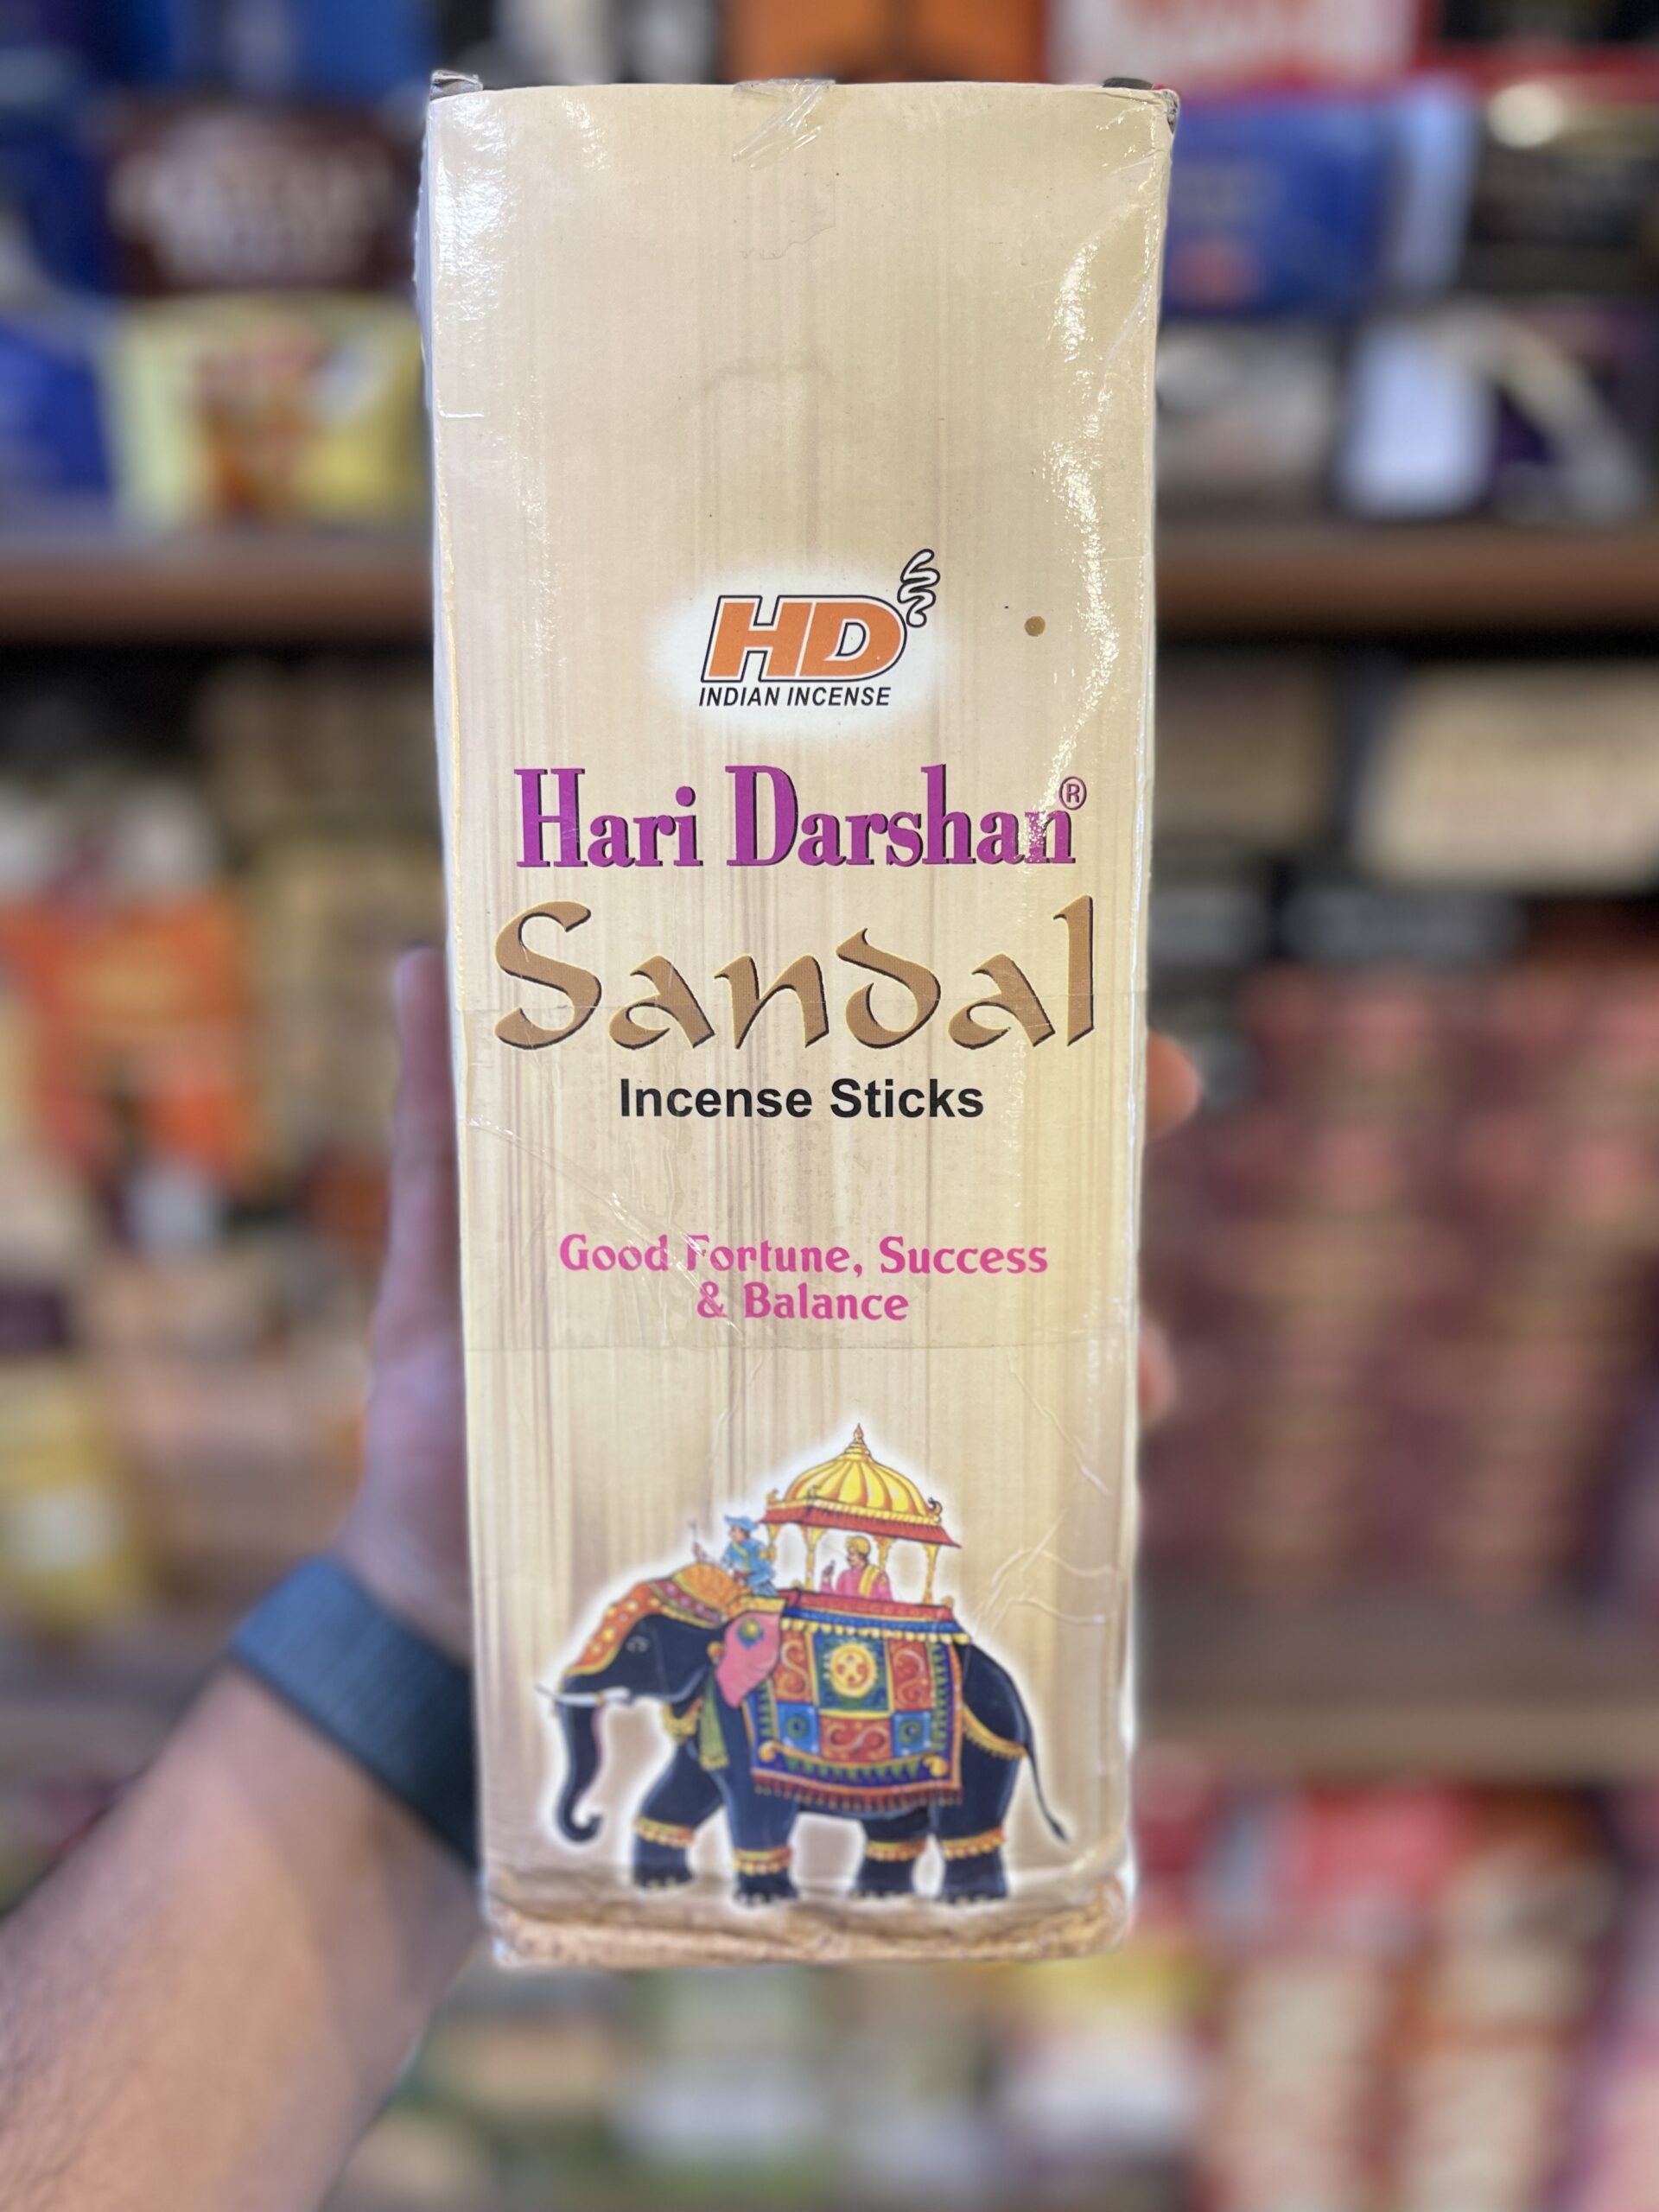 HD
INDIAN INCENSE
Hari Darshan®
Sandal
Incense Sticks
Good Fortune, Success
& Balance